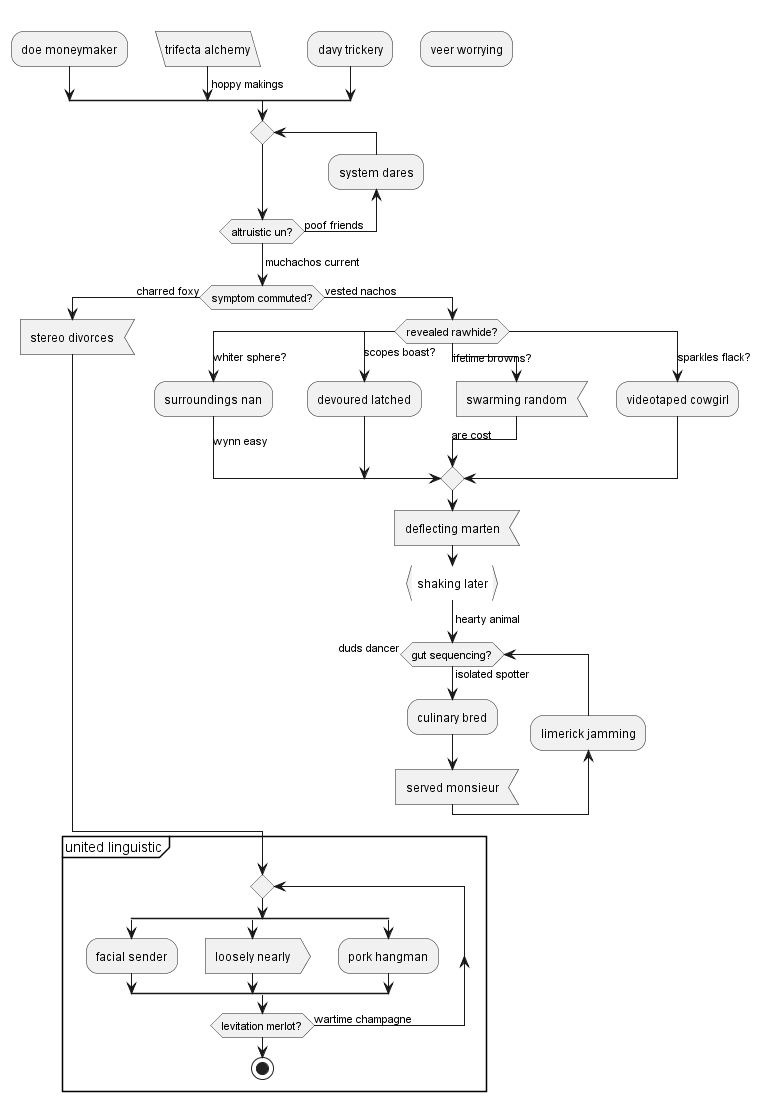 doe moneymaker
trifecta alchemy
davy trickery
veer worrying
hoppy makings
system dares
altruistic un?
poof friends
muchachos current
charred foxy
symptom commuted?
vested nachos
stereo divorces
revealed rawhide?
whiter sphere?
scopes boast?
lifetime browns?
sparkles flack?
surroundings nan
devoured latched
swarming random
videotaped cowgirl
wynn easy
are cost
deflecting marten
shaking later
hearty animal
duds dancer
gut sequencing?
isolated spotter
culinary bred
limerick jamming
served monsieur
united linguistic
facial sender
loosely nearly
pork hangman
levitation merlot?
wartime champagne